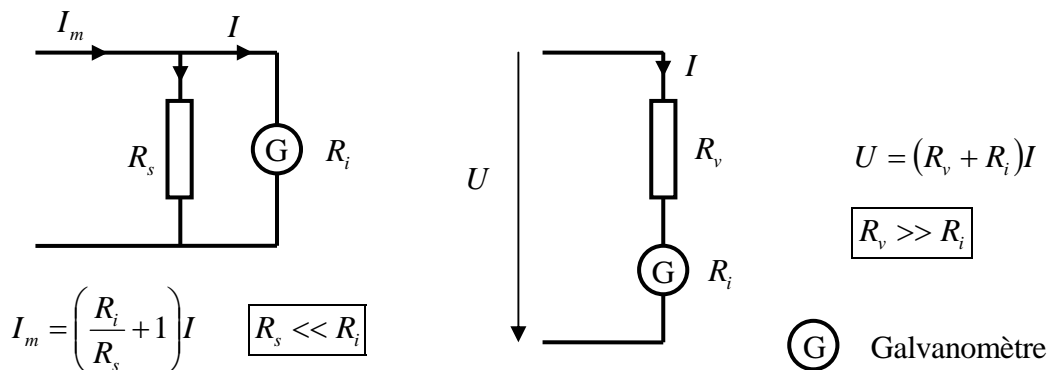 I_m I
R_s G R_i
I_m = (R_i/R_s + 1) I R_s << R_i
U I
R_v
G R_i
U = (R_v + R_i)I
R_v >> R_i
G Galvanomètre